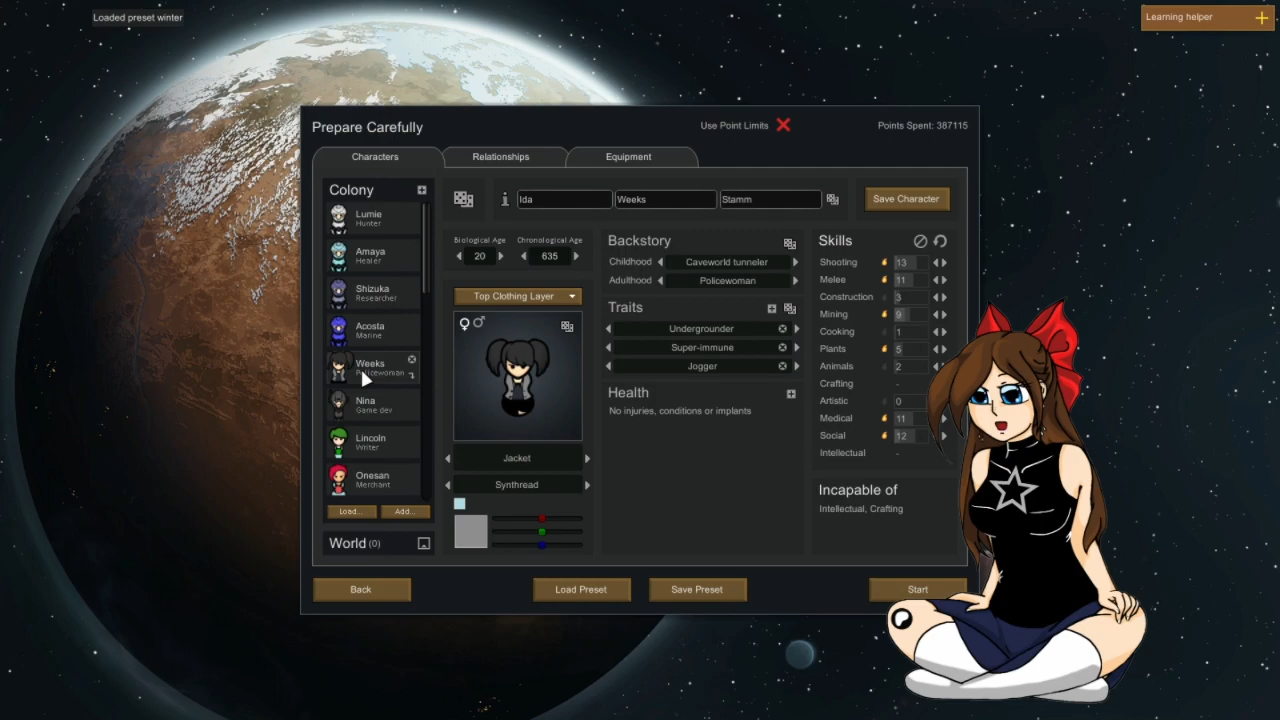 Loaded preset winter
Learning helper
Prepare Carefully
Use Point Limits
Points Spent: 387115
Characters
Relationships
Equipment
Colony
Lumie
Hunter
Amaya
Healer
Shizuka
Researcher
Acosta
Marine
Weeks
Policewoman
Nina
Game dev
Lincoln
Writer
Onesan
Merchant
Load...
Add...
World (0)
Ida
Weeks
Stamm
Save Character
Biological Age
Chronological Age
20
635
Top Clothing Layer
Jacket
Synthread
Backstory
Childhood
Caveworld tunneler
Adulthood
Policewoman
Traits
Undergrounder
Super-immune
Jogger
Health
No injuries, conditions or implants
Skills
Shooting 13
Melee 11
Construction 3
Mining 9
Cooking 1
Plants 5
Animals 2
Crafting -
Artistic 0
Medical 11
Social 12
Intellectual -
Incapable of
Intellectual, Crafting
Back
Load Preset
Save Preset
Start